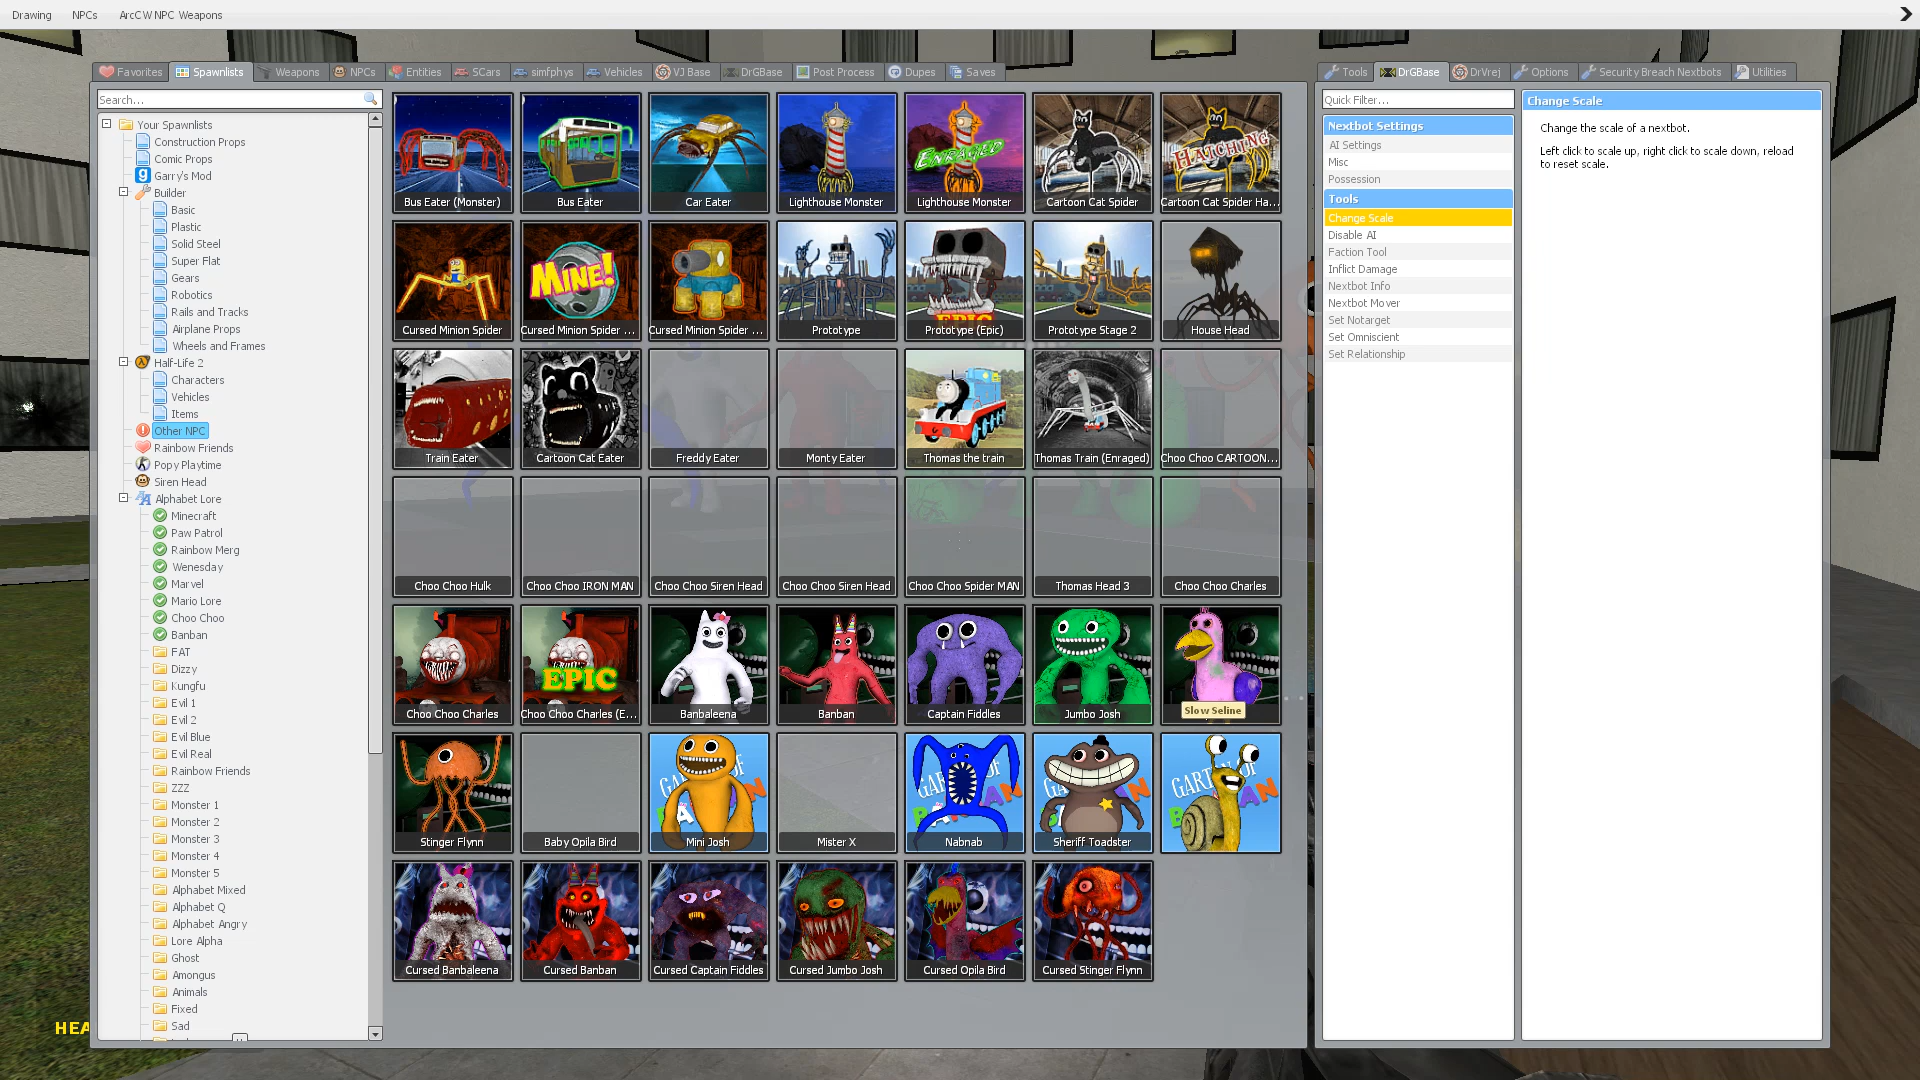 Drawing NPCs ArcCW NPC Weapons
Favorites Spawnlists Weapons NPCs Entities SCars simfphys Vehicles VJ Base DrGBase Post Process Dupes Saves
Tools DrGBase DrVrej Options Security Breach Nextbots Utilities
Search...
Your Spawnlists
Construction Props
Comic Props
Garry's Mod
Builder
Basic
Plastic
Solid Steel
Super Flat
Gears
Robotics
Rails and Tracks
Airplane Props
Wheels and Frames
Half-Life 2
Characters
Vehicles
Items
Other NPC
Rainbow Friends
Popy Playtime
Siren Head
Alphabet Lore
Minecraft
Paw Patrol
Rainbow Merg
Wenesday
Marvel
Mario Lore
Choo Choo
Banban
FAT
Dizzy
Kungfu
Evil 1
Evil 2
Evil Blue
Evil Real
Rainbow Friends
ZZZ
Monster 1
Monster 2
Monster 3
Monster 4
Monster 5
Alphabet Mixed
Alphabet Q
Alphabet Angry
Lore Alpha
Ghost
Amongus
Animals
Fixed
Sad
HEA
ENRAGED
HATCHING
Bus Eater (Monster) Bus Eater Car Eater Lighthouse Monster Lighthouse Monster Cartoon Cat Spider Cartoon Cat Spider Ha...
MINE!
EPIC
Cursed Minion Spider Cursed Minion Spider ... Cursed Minion Spider ... Prototype Prototype (Epic) Prototype Stage 2 House Head
Train Eater Cartoon Cat Eater Freddy Eater Monty Eater Thomas the train Thomas Train (Enraged) Choo Choo CARTOON...
Choo Choo Hulk Choo Choo IRON MAN Choo Choo Siren Head Choo Choo Siren Head Choo Choo Spider MAN Thomas Head 3 Choo Choo Charles
EPIC
Choo Choo Charles Choo Choo Charles (E... Banbaleena Banban Captain Fiddles Jumbo Josh
Slow Seline
Stinger Flynn Baby Opila Bird Mini Josh Mister X Nabnab Sheriff Toadster
Cursed Banbaleena Cursed Banban Cursed Captain Fiddles Cursed Jumbo Josh Cursed Opila Bird Cursed Stinger Flynn
Quick Filter...
Nextbot Settings
AI Settings
Misc
Possession
Tools
Change Scale
Disable AI
Faction Tool
Inflict Damage
Nextbot Info
Nextbot Mover
Set Notarget
Set Omniscient
Set Relationship
Change Scale
Change the scale of a nextbot.
Left click to scale up, right click to scale down, reload
to reset scale.